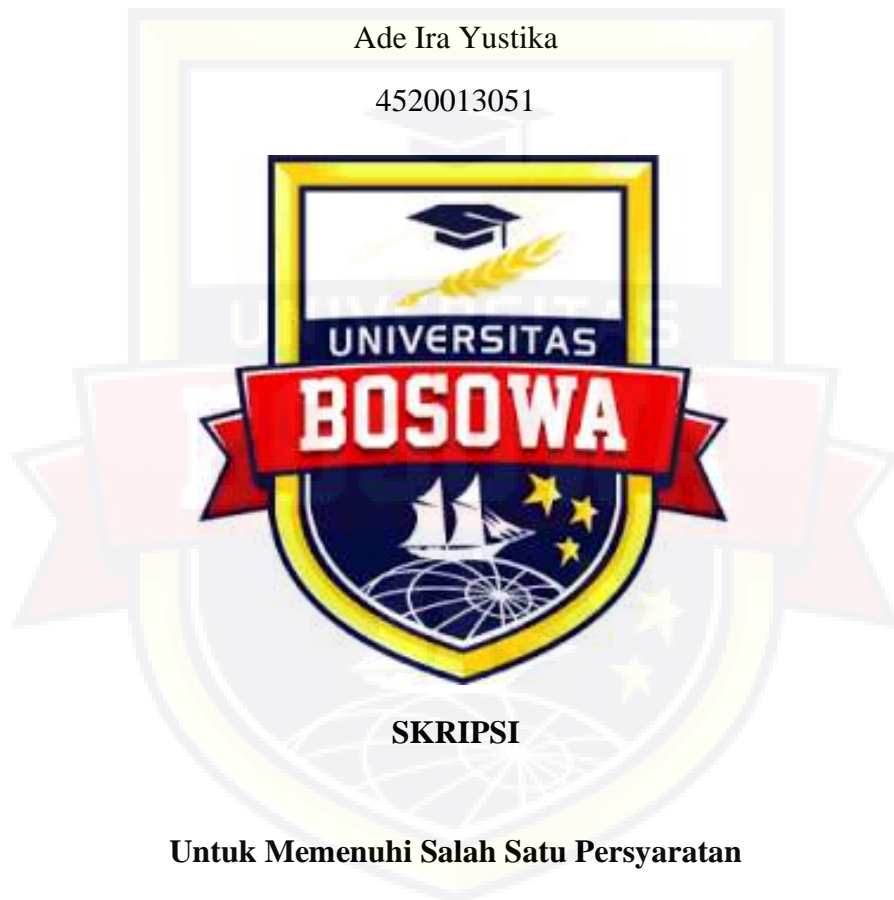 Ade Ira Yustika
4520013051
UNIVERSITAS
BOSOWA
SKRIPSI
Untuk Memenuhi Salah Satu Persyaratan